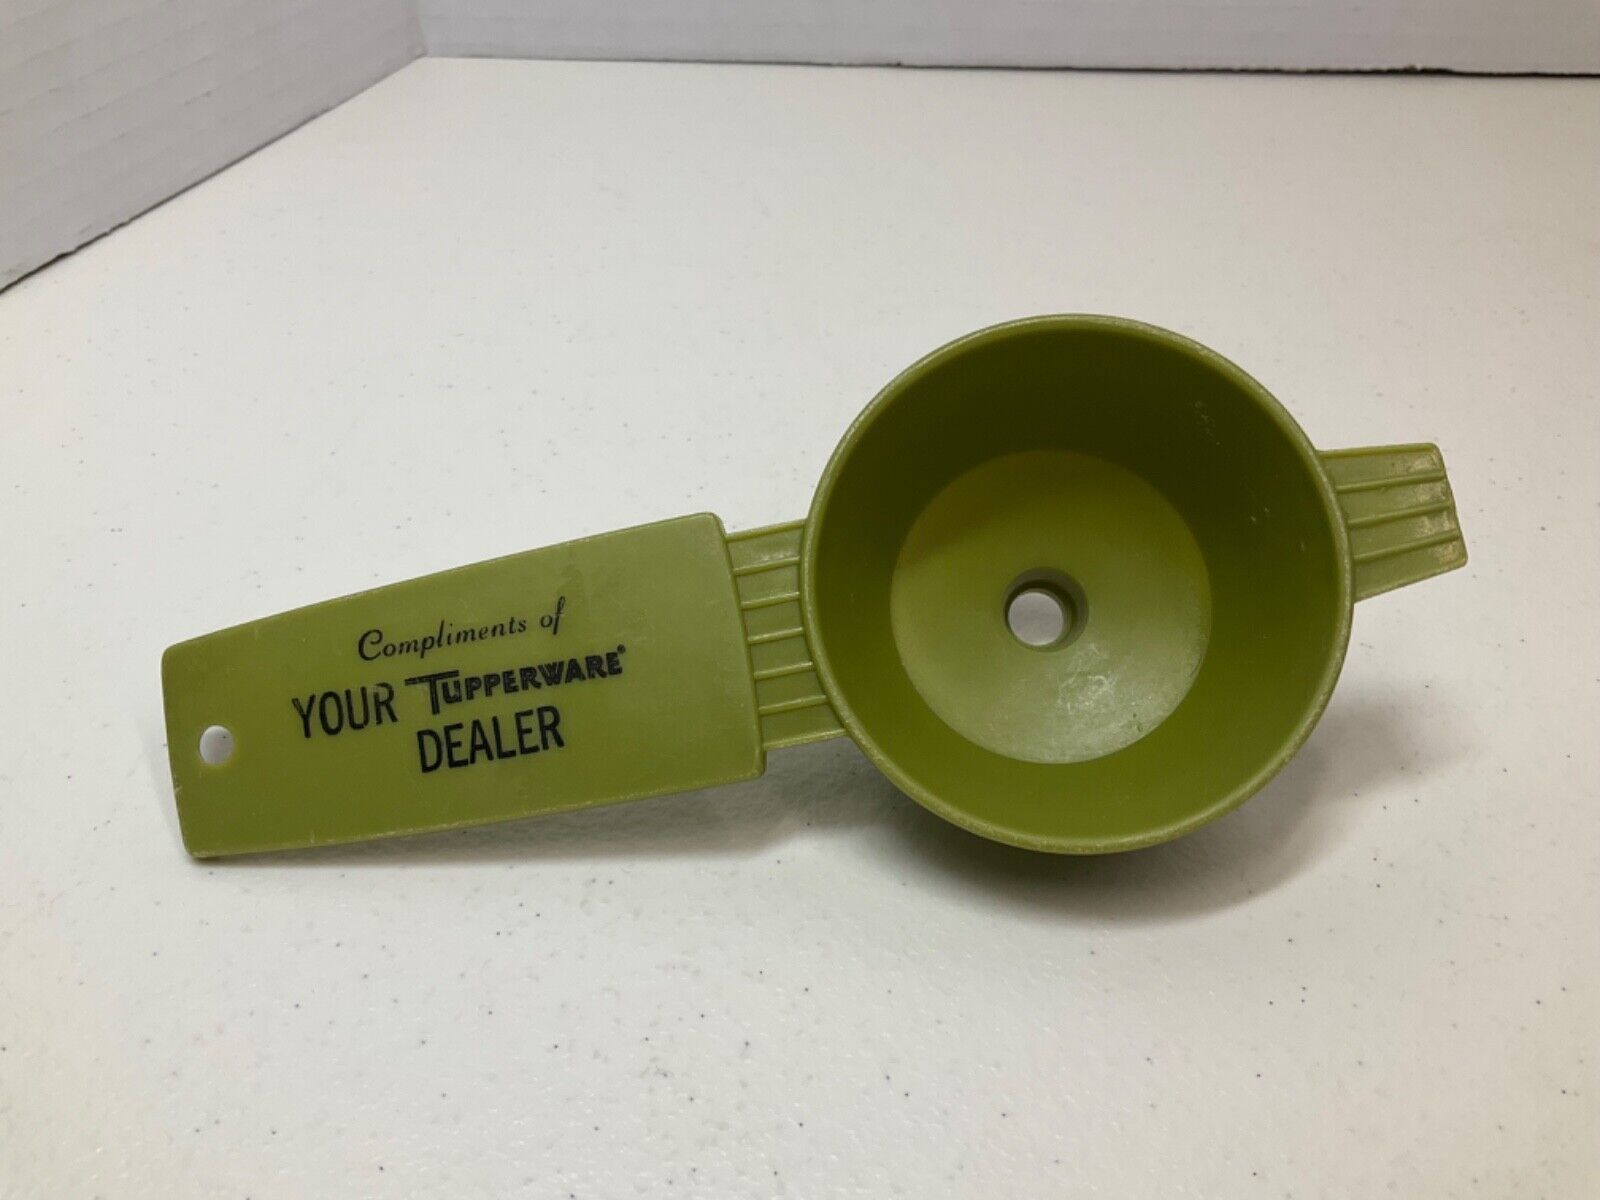 Compliments of
YOUR TUPPERWARE®
DEALER